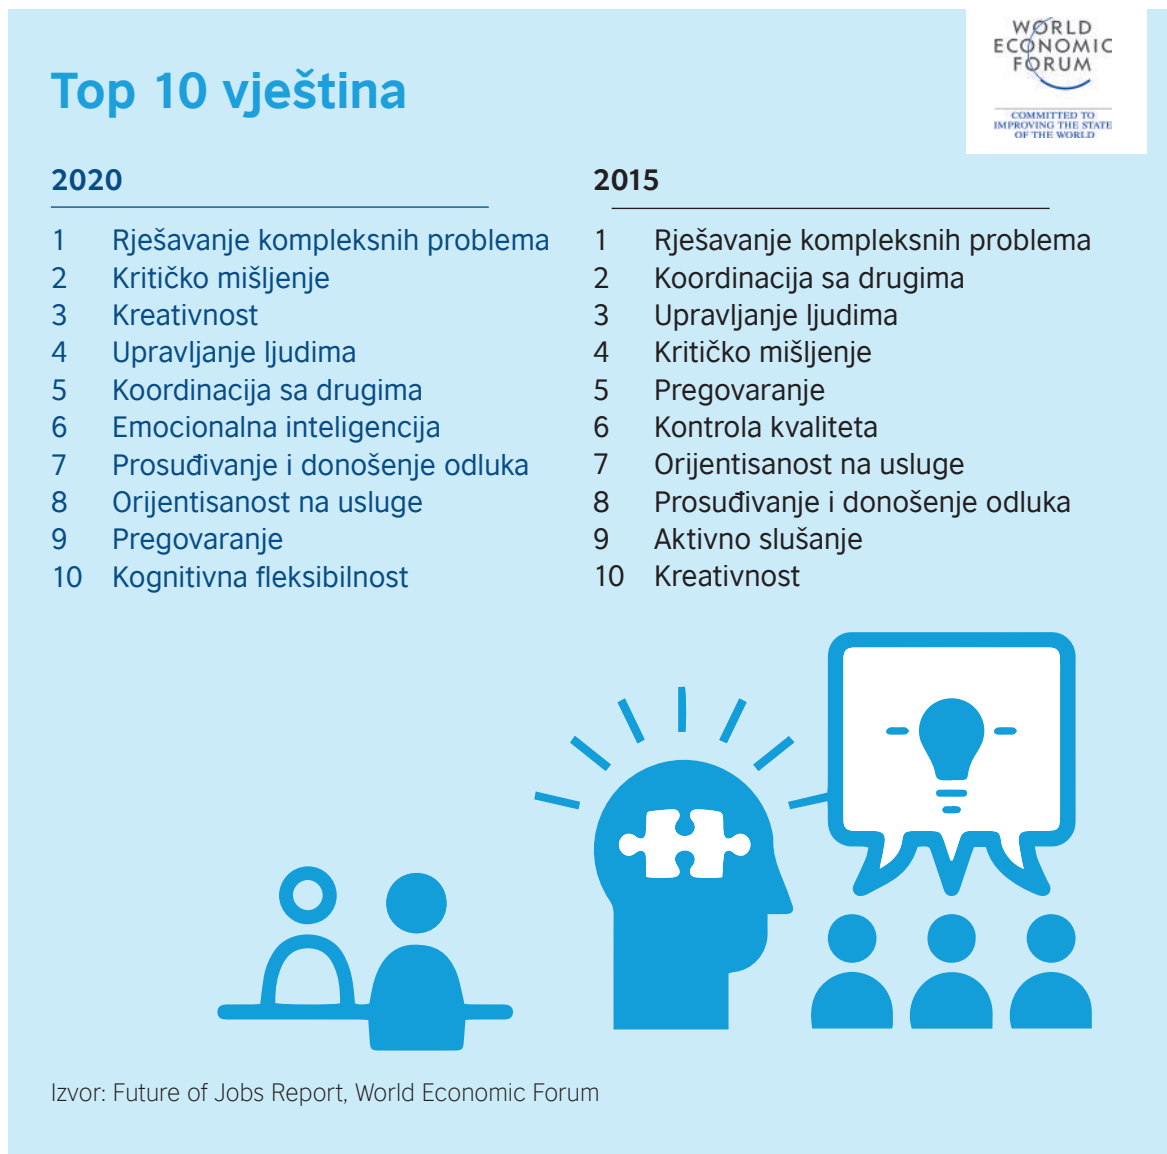 WORLD
ECONOMIC
FORUM
COMMITTED TO
IMPROVING THE STATE
OF THE WORLD
Top 10 vještina
2020
1 Rješavanje kompleksnih problema
2 Kritičko mišljenje
3 Kreativnost
4 Upravljanje ljudima
5 Koordinacija sa drugima
6 Emocionalna inteligencija
7 Prosuđivanje i donošenje odluka
8 Orijentisanost na usluge
9 Pregovaranje
10 Kognitivna fleksibilnost
2015
1 Rješavanje kompleksnih problema
2 Koordinacija sa drugima
3 Upravljanje ljudima
4 Kritičko mišljenje
5 Pregovaranje
6 Kontrola kvaliteta
7 Orijentisanost na usluge
8 Prosuđivanje i donošenje odluka
9 Aktivno slušanje
10 Kreativnost
Izvor: Future of Jobs Report, World Economic Forum